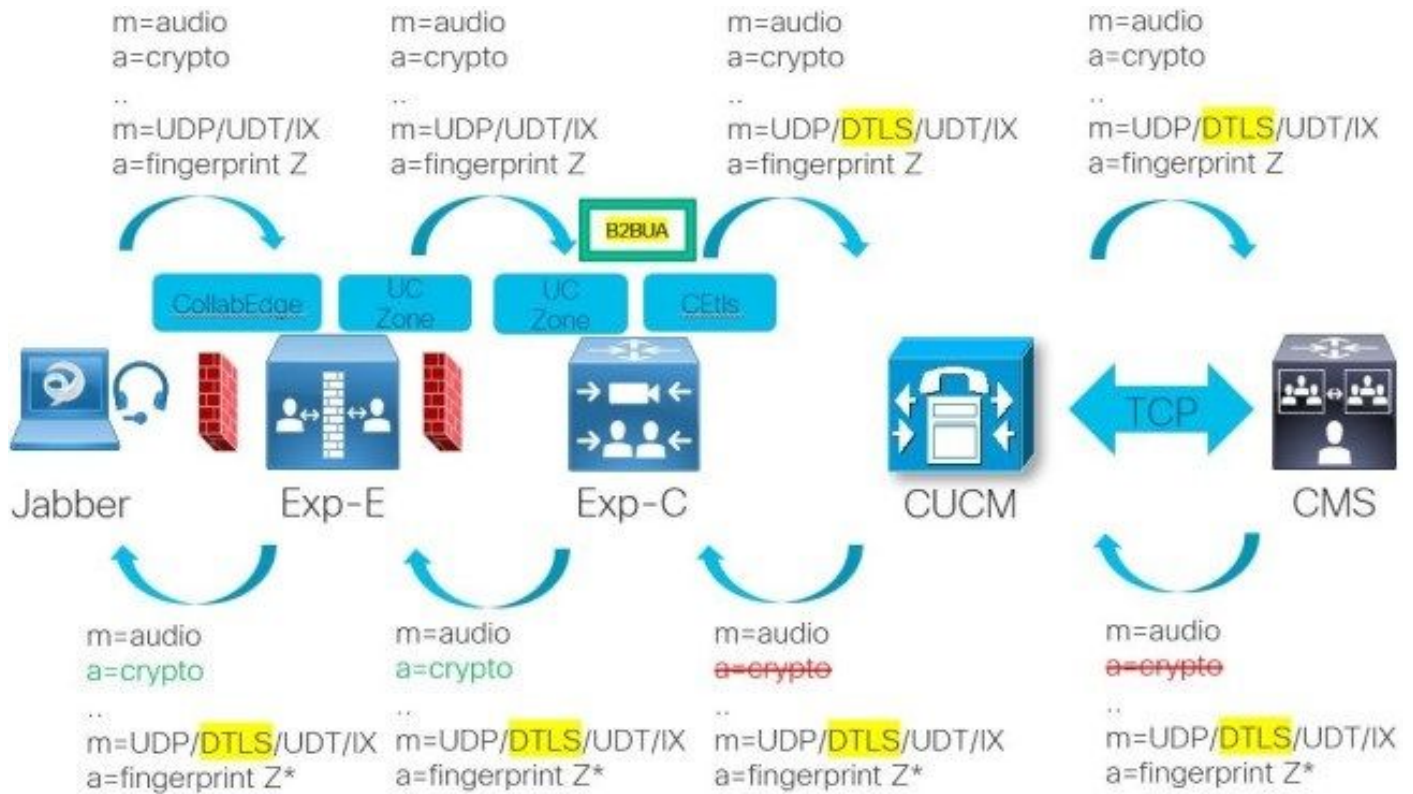 m=audio
a=crypto
..
m=UDP/UDT/IX
a=fingerprint Z
m=audio
a=crypto
..
m=UDP/UDT/IX
a=fingerprint Z
m=audio
a=crypto
..
m=UDP/DTLS/UDT/IX
a=fingerprint Z
m=audio
a=crypto
..
m=UDP/DTLS/UDT/IX
a=fingerprint Z
B2BUA
CollabEdge
UC
Zone
UC
Zone
CEtls
TCP
Jabber
Exp-E
Exp-C
CUCM
CMS
m=audio
a=crypto
..
m=UDP/DTLS/UDT/IX
a=fingerprint Z*
m=audio
a=crypto
..
m=UDP/DTLS/UDT/IX
a=fingerprint Z*
m=audio
a=crypto
..
m=UDP/DTLS/UDT/IX
a=fingerprint Z*
m=audio
a=crypto
..
m=UDP/DTLS/UDT/IX
a=fingerprint Z*